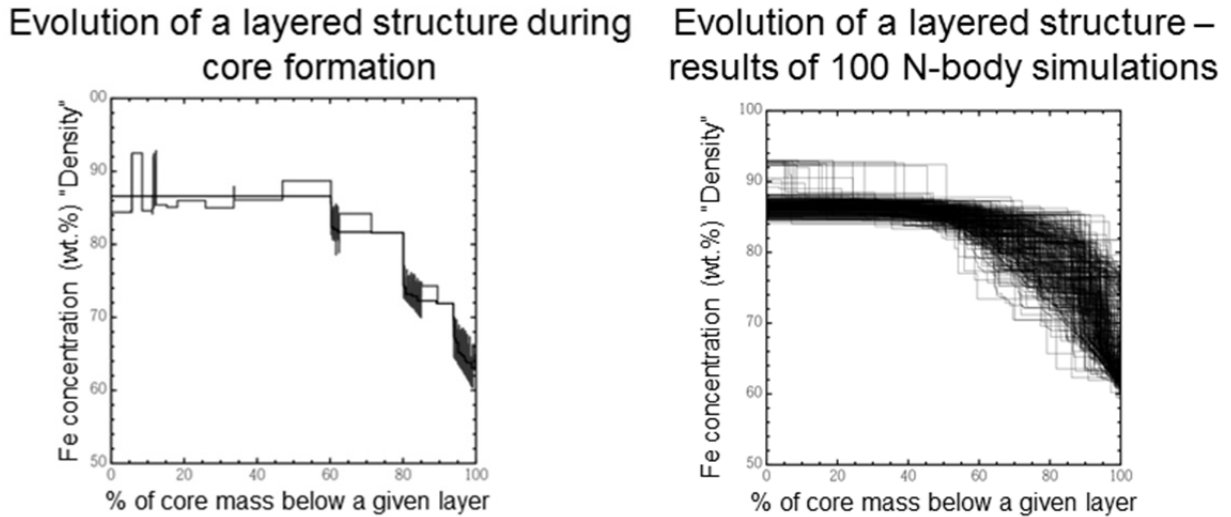 Evolution of a layered structure during
core formation
Fe concentration (wt.%) "Density"
00
90
80
70
60
50
0 20 40 60 80 100
% of core mass below a given layer
Evolution of a layered structure –
results of 100 N-body simulations
Fe concentration (wt.%) "Density"
100
90
80
70
60
50
0 20 40 60 80 100
% of core mass below a given layer